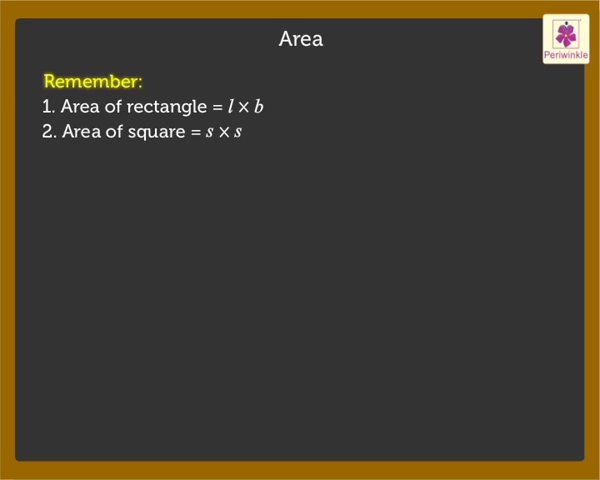 Area
Periwinkle
Remember:
1. Area of rectangle = l × b
2. Area of square = s × s